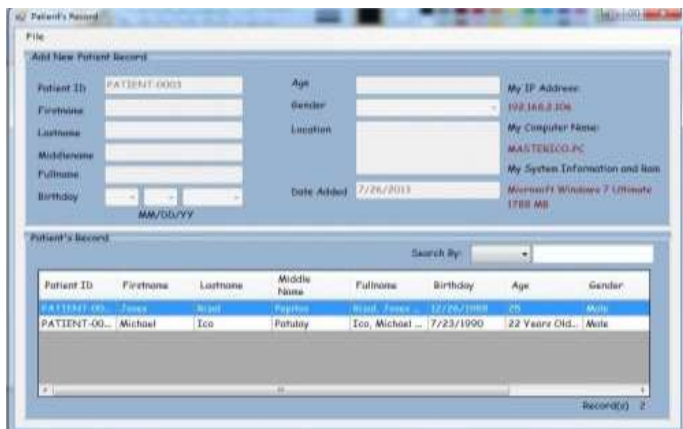 Patient's Record
File
Add New Patient Record
Patient ID PATIENT-0003
Firstname
Lastname
Middlename
Fullname
Birthday
MM/DD/YY
Age
Gender
Location
Date Added 7/26/2013
My IP Address:
192.168.2.106
My Computer Name:
MASTERICO-PC
My System Information and Ram
Microsoft Windows 7 Ultimate
1788 MB
Patient's Record
Search By:
Patient ID Firstname Lastname Middle Name Fullname Birthday Age Gender
PATIENT-00... Jones 12/26/1988 25 Male
PATIENT-00... Michael Ico Patulay Ico, Michael ... 7/23/1990 22 Years Old... Male
Record(s) 2